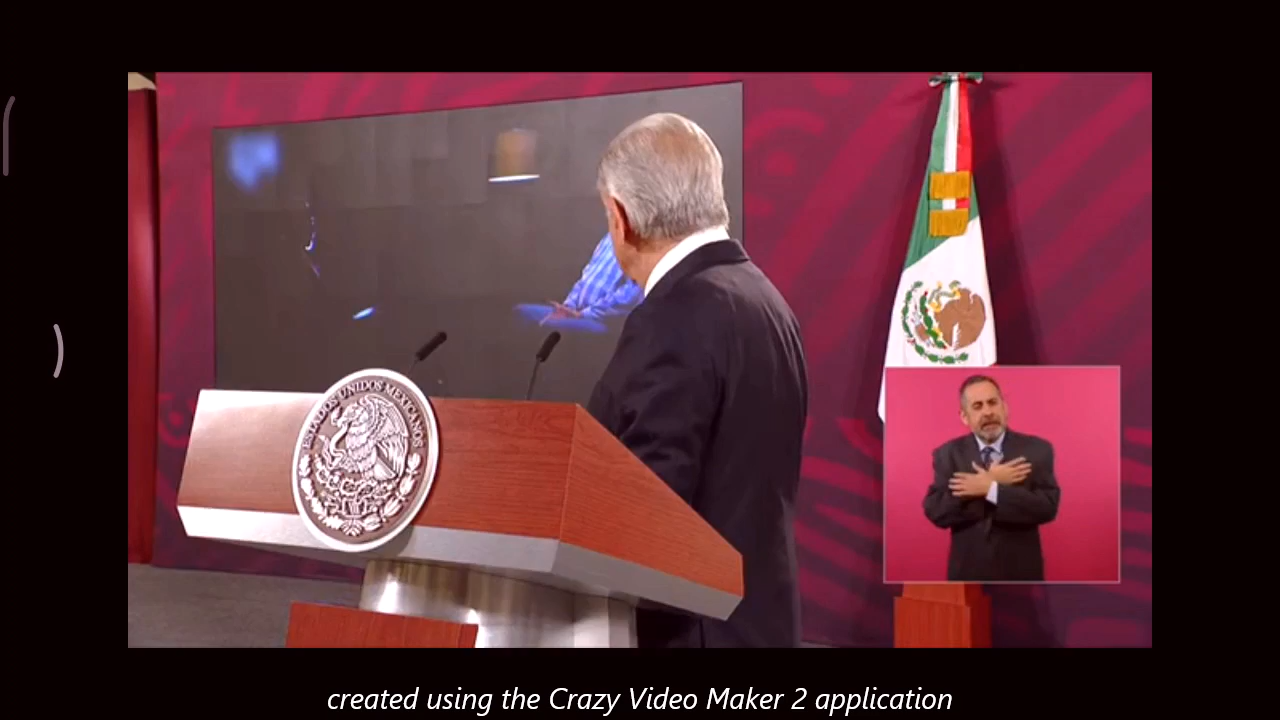 ESTADOS UNIDOS MEXICANOS
created using the Crazy Video Maker 2 application